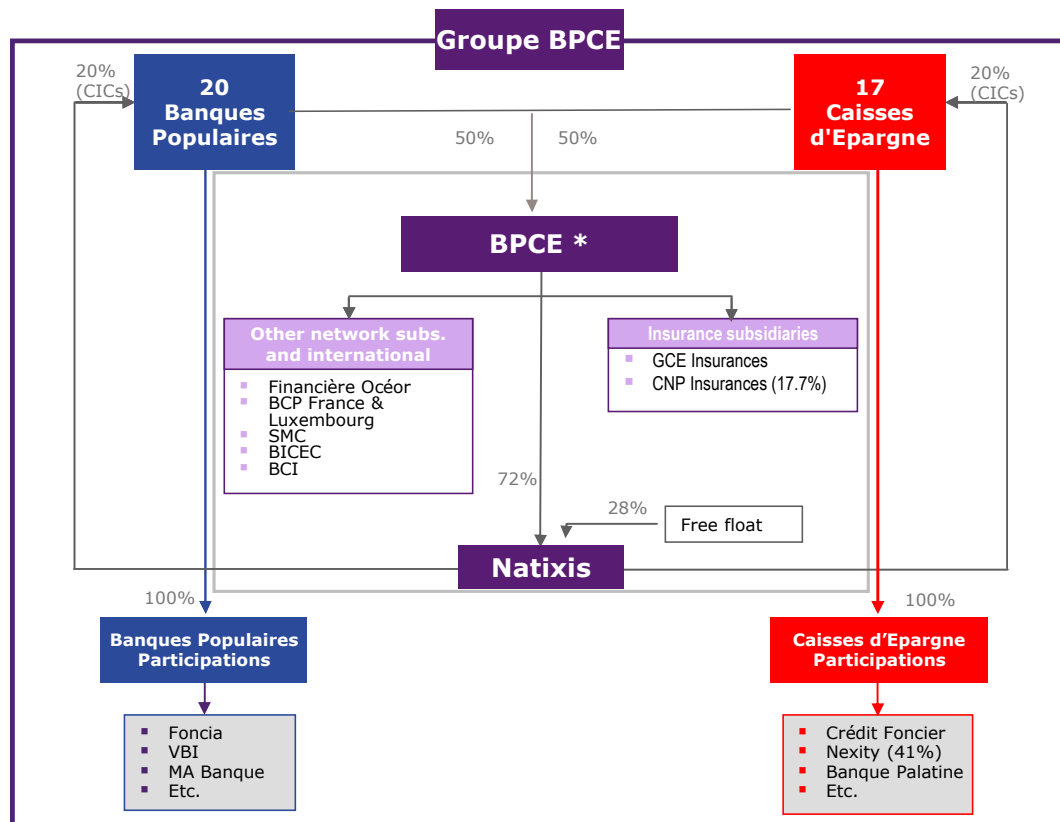 Groupe BPCE
20%
(CICs)
20
Banques
Populaires
17
Caisses
d'Epargne
20%
(CICs)
50%
50%
BPCE *
Other network subs.
and international
Financière Océor
BCP France &
Luxembourg
SMC
BICEC
BCI
Insurance subsidiaries
GCE Insurances
CNP Insurances (17.7%)
72%
28%
Free float
Natixis
100%
100%
Banques Populaires
Participations
Caisses d’Epargne
Participations
Foncia
VBI
MA Banque
Etc.
Crédit Foncier
Nexity (41%)
Banque Palatine
Etc.